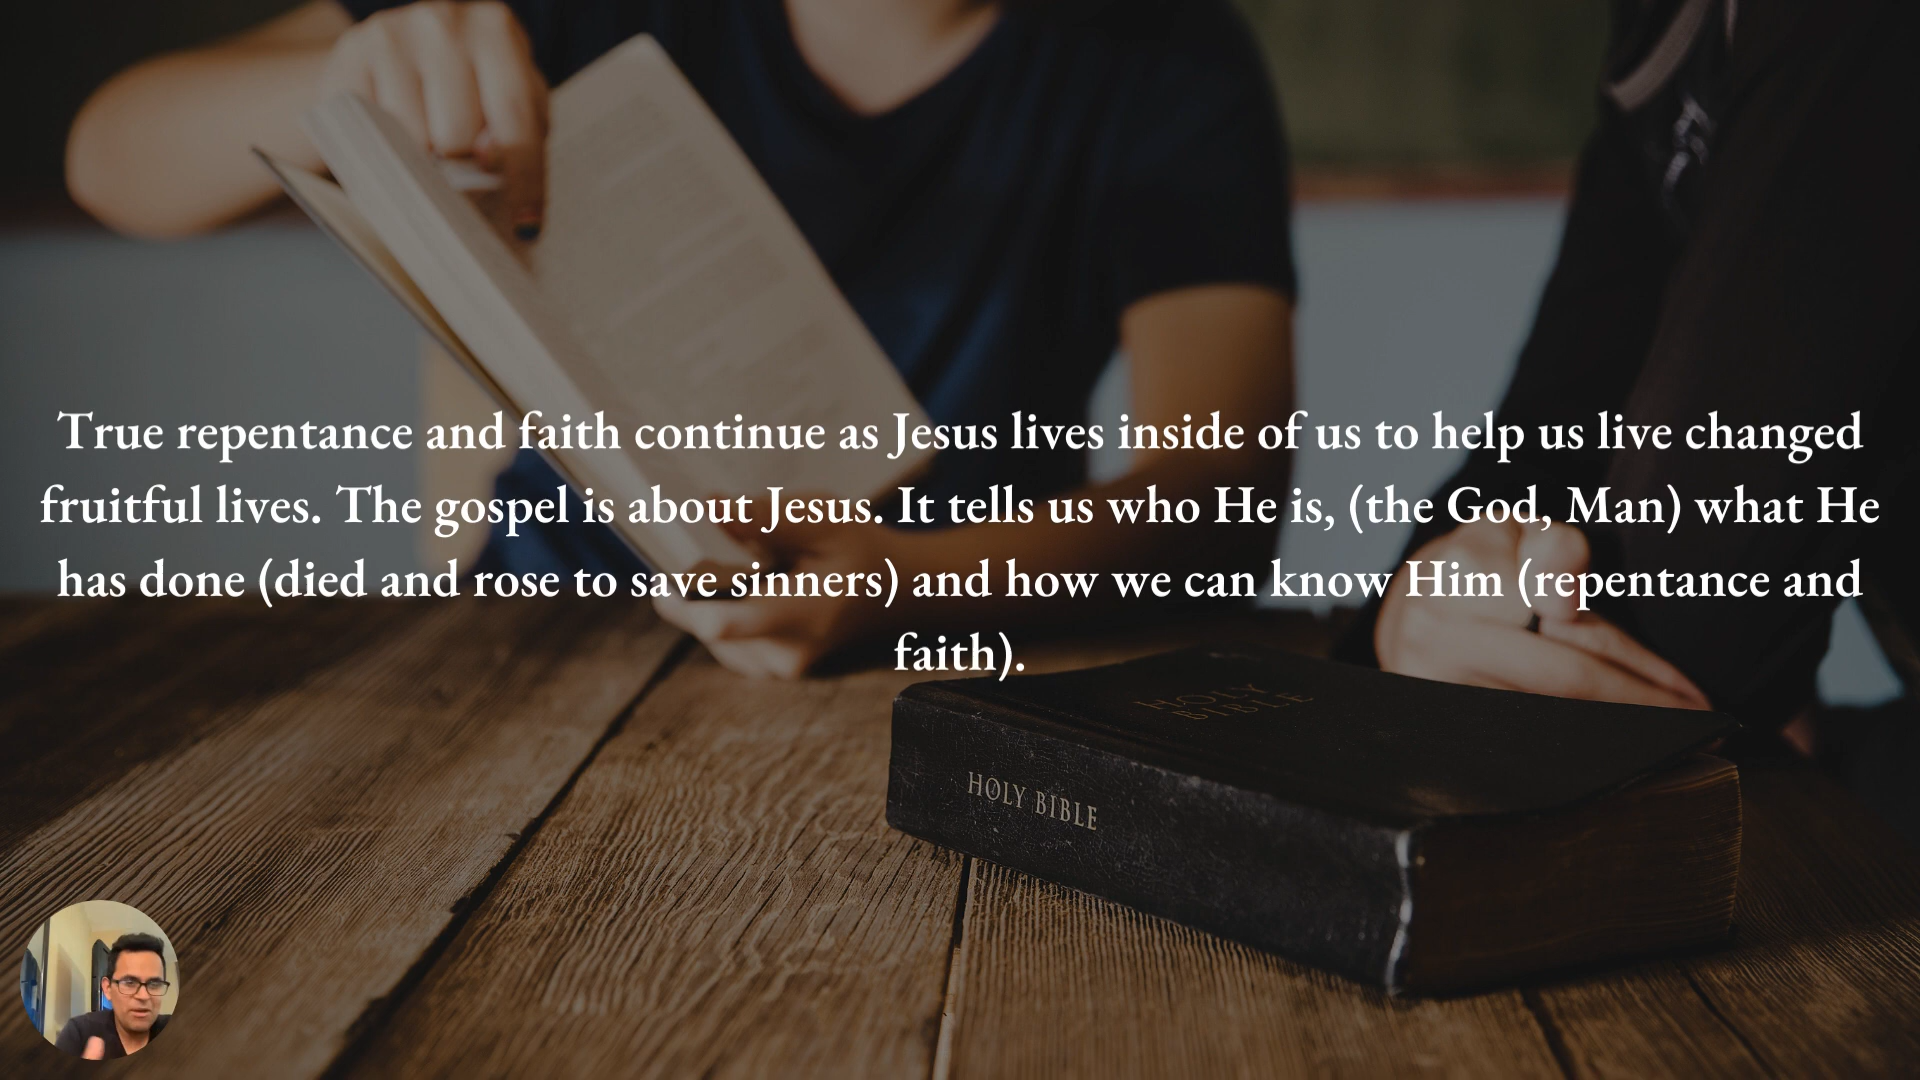 True repentance and faith continue as Jesus lives inside of us to help us live changed
fruitful lives. The gospel is about Jesus. It tells us who He is, (the God, Man) what He
has done (died and rose to save sinners) and how we can know Him (repentance and
faith).
HOLY
BIBLE
HOLY BIBLE